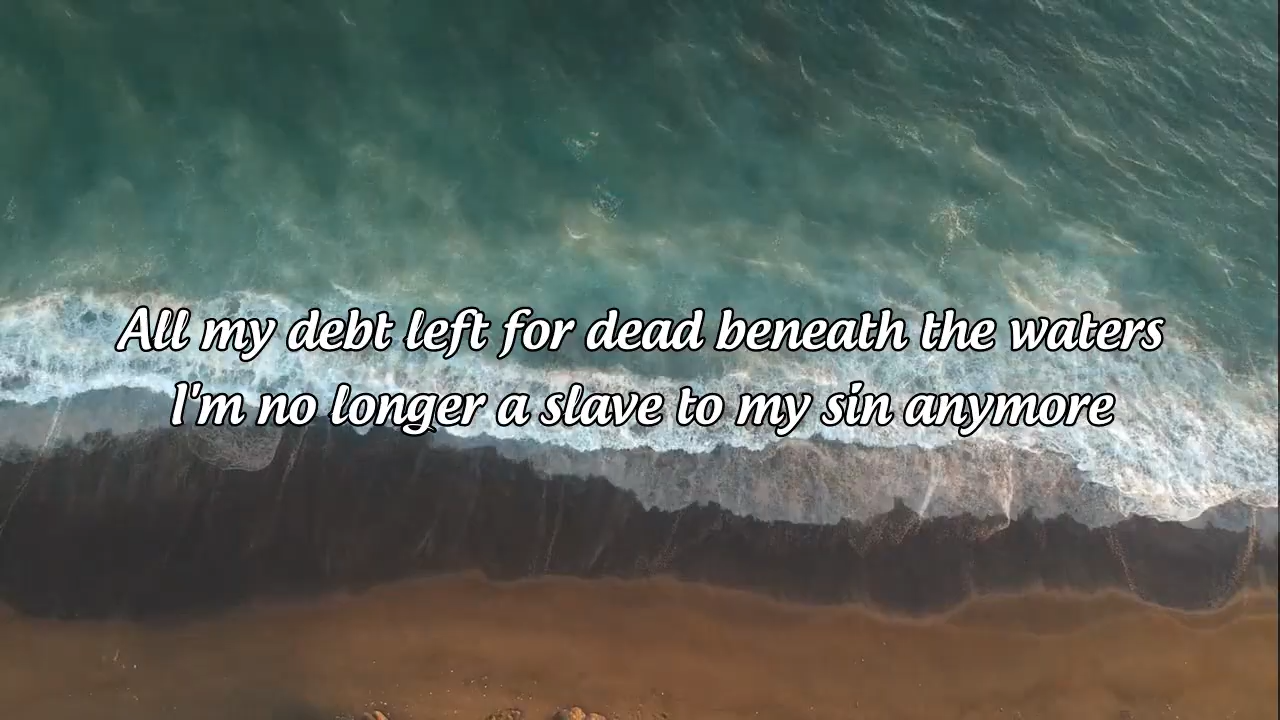 All my debt left for dead beneath the waters
I'm no longer a slave to my sin anymore